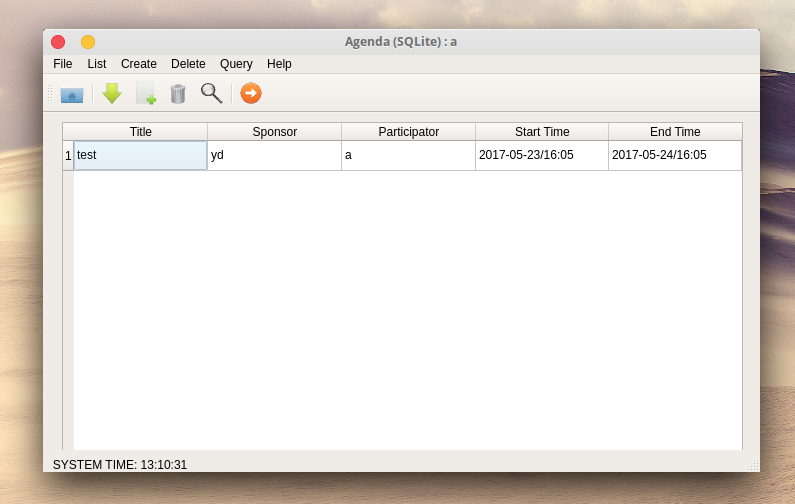 Agenda (SQLite) : a
File List Create Delete Query Help
Title Sponsor Participator Start Time End Time
1 test yd a 2017-05-23/16:05 2017-05-24/16:05
SYSTEM TIME: 13:10:31